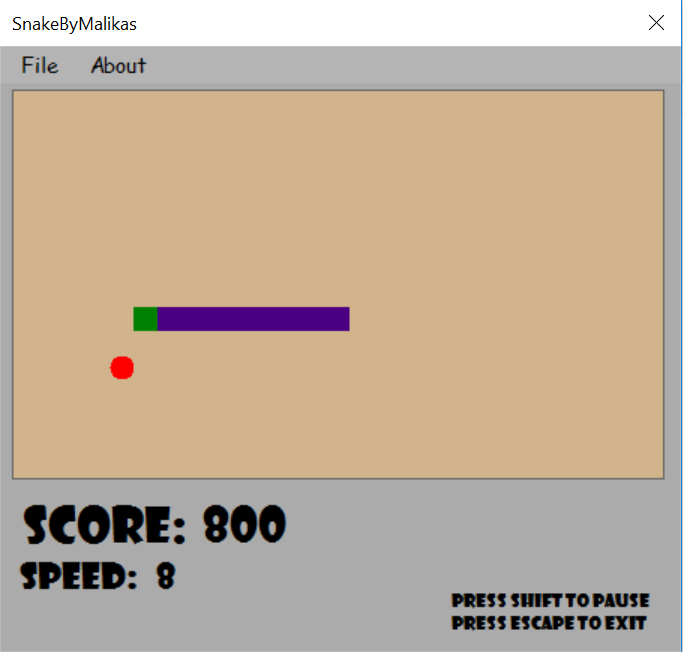 SnakeByMalikas
File About
SCORE: 800
SPEED: 8
PRESS SHIFT TO PAUSE
PRESS ESCAPE TO EXIT